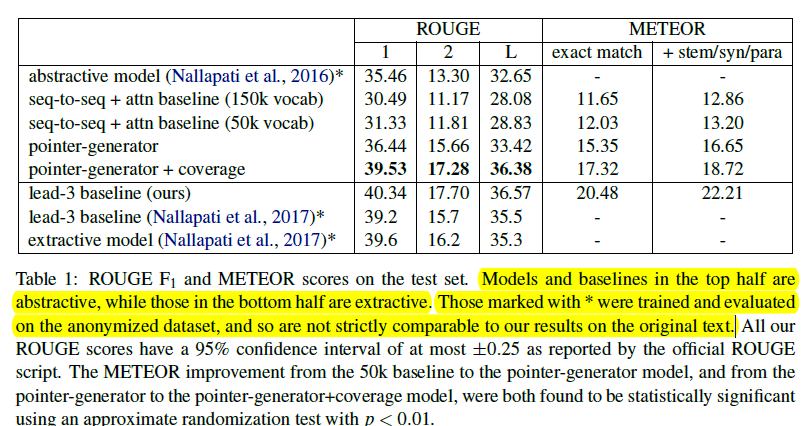 ROUGE METEOR
1 2 L exact match + stem/syn/para
abstractive model (Nallapati et al., 2016)* 35.46 13.30 32.65 - -
seq-to-seq + attn baseline (150k vocab) 30.49 11.17 28.08 11.65 12.86
seq-to-seq + attn baseline (50k vocab) 31.33 11.81 28.83 12.03 13.20
pointer-generator 36.44 15.66 33.42 15.35 16.65
pointer-generator + coverage 39.53 17.28 36.38 17.32 18.72
lead-3 baseline (ours) 40.34 17.70 36.57 20.48 22.21
lead-3 baseline (Nallapati et al., 2017)* 39.2 15.7 35.5 - -
extractive model (Nallapati et al., 2017)* 39.6 16.2 35.3 - -
Table 1: ROUGE F₁ and METEOR scores on the test set. Models and baselines in the top half are
abstractive, while those in the bottom half are extractive. Those marked with * were trained and evaluated
on the anonymized dataset, and so are not strictly comparable to our results on the original text. All our
ROUGE scores have a 95% confidence interval of at most ±0.25 as reported by the official ROUGE
script. The METEOR improvement from the 50k baseline to the pointer-generator model, and from the
pointer-generator to the pointer-generator+coverage model, were both found to be statistically significant
using an approximate randomization test with p < 0.01.